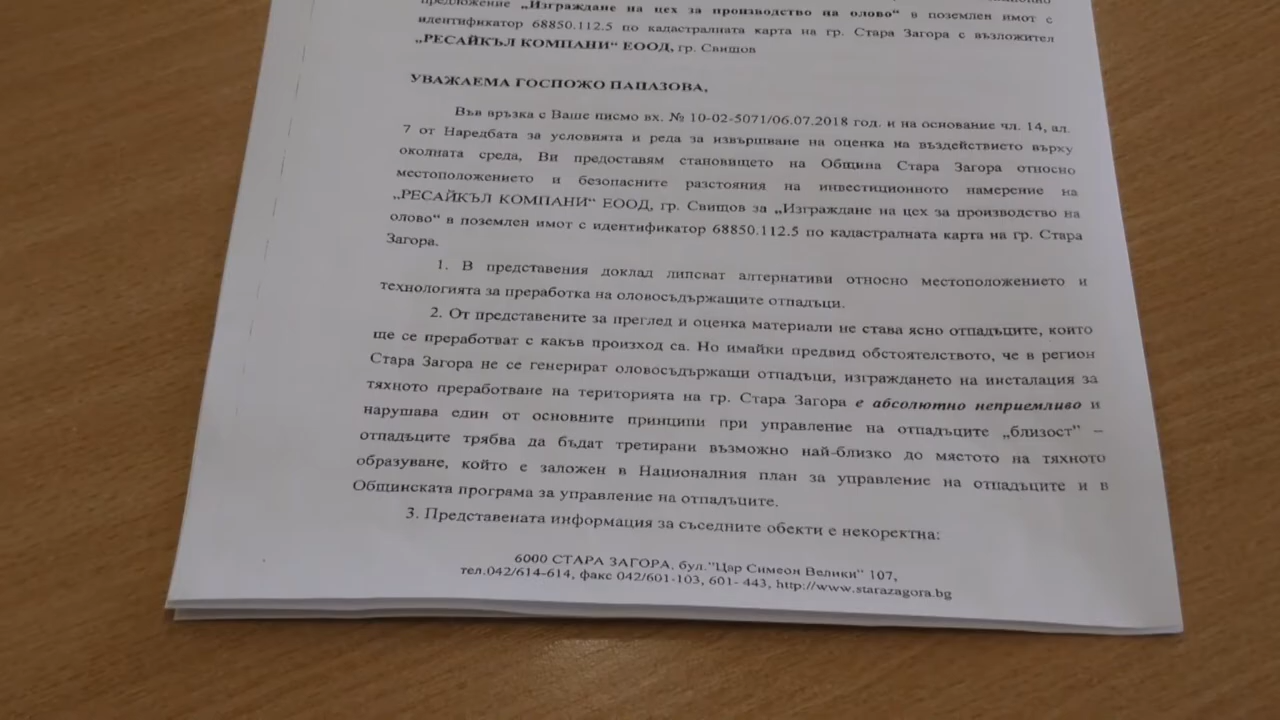 предложение „Изграждане на цех за производство на олово“ в поземлен имот с
идентификатор 68850.112.5 по кадастралната карта на гр. Стара Загора с възложител
„РЕСАЙКЪЛ КОМПАНИ“ ЕООД, гр. Свищов
УВАЖАЕМА ГОСПОЖО ПАПАЗОВА,
Във връзка с Ваше писмо вх. № 10-02-5071/06.07.2018 год. и на основание чл. 14, ал.
7 от Наредбата за условията и реда за извършване на оценка на въздействието върху
околната среда, Ви предоставям становището на Община Стара Загора относно
местоположението и безопасните разстояния на инвестиционното намерение на
„РЕСАЙКЪЛ КОМПАНИ“ ЕООД, гр. Свищов за „Изграждане на цех за производство на
олово“ в поземлен имот с идентификатор 68850.112.5 по кадастралната карта на гр. Стара
Загора.
1. В представения доклад липсват алтернативи относно местоположението и
технологията за преработка на оловосъдържащите отпадъци.
2. От представените за преглед и оценка материали не става ясно отпадъците, които
ще се преработват с какъв произход са. Но имайки предвид обстоятелството, че в регион
Стара Загора не се генерират оловосъдържащи отпадъци, изграждането на инсталация за
тяхното преработване на територията на гр. Стара Загора е абсолютно неприемливо и
нарушава един от основните принципи при управление на отпадъците „близост” –
отпадъците трябва да бъдат третирани възможно най-близко до мястото на тяхното
образуване, който е заложен в Националния план за управление на отпадъците и в
Общинската програма за управление на отпадъците.
3. Представената информация за съседните обекти е некоректна:
6000 СТАРА ЗАГОРА, бул."Цар Симеон Велики" 107,
тел.042/614-614, факс 042/601-103, 601- 443, http://www.starazagora.bg